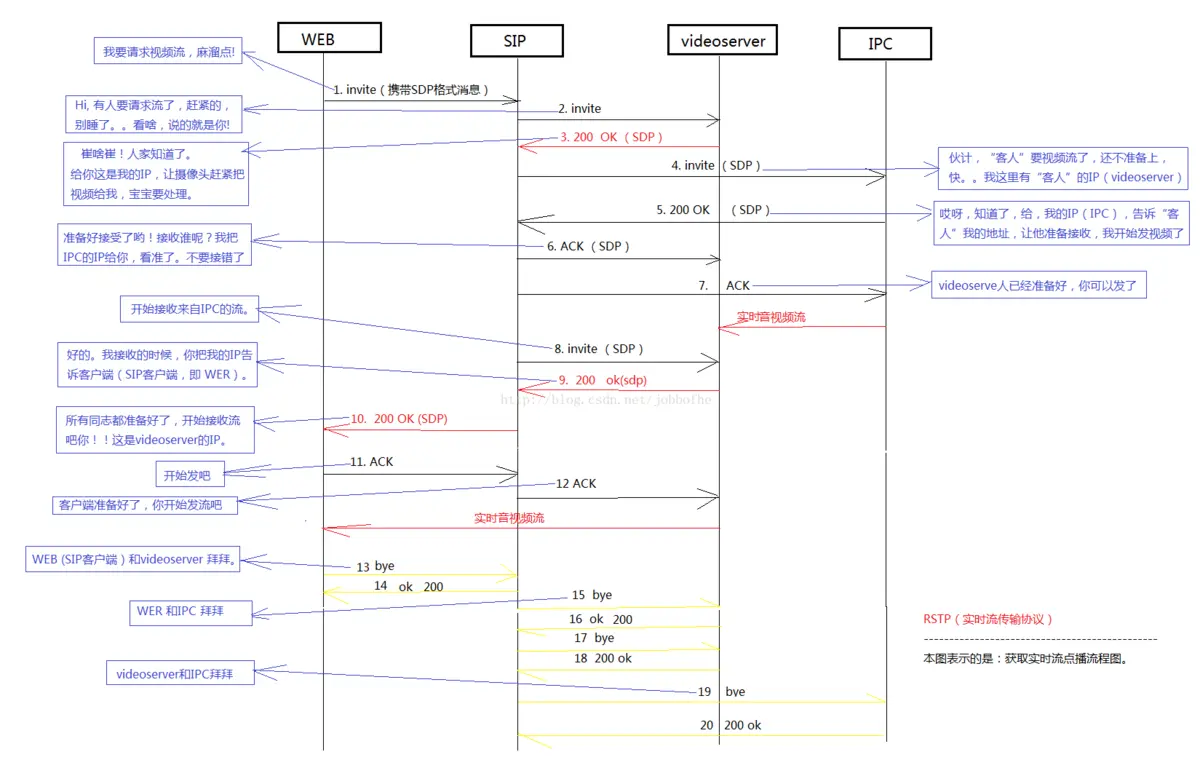 WEB
SIP
videoserver
IPC
我要请求视频流，麻溜点!
1. invite（携带SDP格式消息）
Hi, 有人要请求流了，赶紧的，
别睡了。。看啥，说的就是你!
2. invite
3. 200 OK（SDP）
崔啥崔！人家知道了。
给你这是我的IP，让摄像头赶紧把
视频给我，宝宝要处理。
4. invite（SDP）
伙计，“客人”要视频流了，还不准备上，
快。。我这里有“客人”的IP（videoserver）
5. 200 OK （SDP）
哎呀，知道了，给，我的IP（IPC），告诉“客
人”我的地址，让他准备接收，我开始发视频了
准备好接受了哟！接收谁呢？我把
IPC的IP给你，看准了。不要接错了
6. ACK（SDP）
7. ACK
videoserve人已经准备好，你可以发了
开始接收来自IPC的流。
实时音视频流
8. invite（SDP）
好的。我接收的时候，你把我的IP告
诉客户端（SIP客户端，即 WER）。
9. 200 ok(sdp)
http://blog.csdn.net/jobbofhe
所有同志都准备好了，开始接收流
吧你！！这是videoserver的IP。
10. 200 OK (SDP)
11. ACK
开始发吧
12 ACK
客户端准备好了，你开始发流吧
实时音视频流
WEB (SIP客户端）和videoserver 拜拜。
13 bye
14 ok 200
15 bye
WER 和IPC 拜拜
16 ok 200
17 bye
18 200 ok
videoserver和IPC拜拜
19 bye
20 200 ok
RSTP（实时流传输协议）
--------------------------------------------
本图表示的是：获取实时流点播流程图。